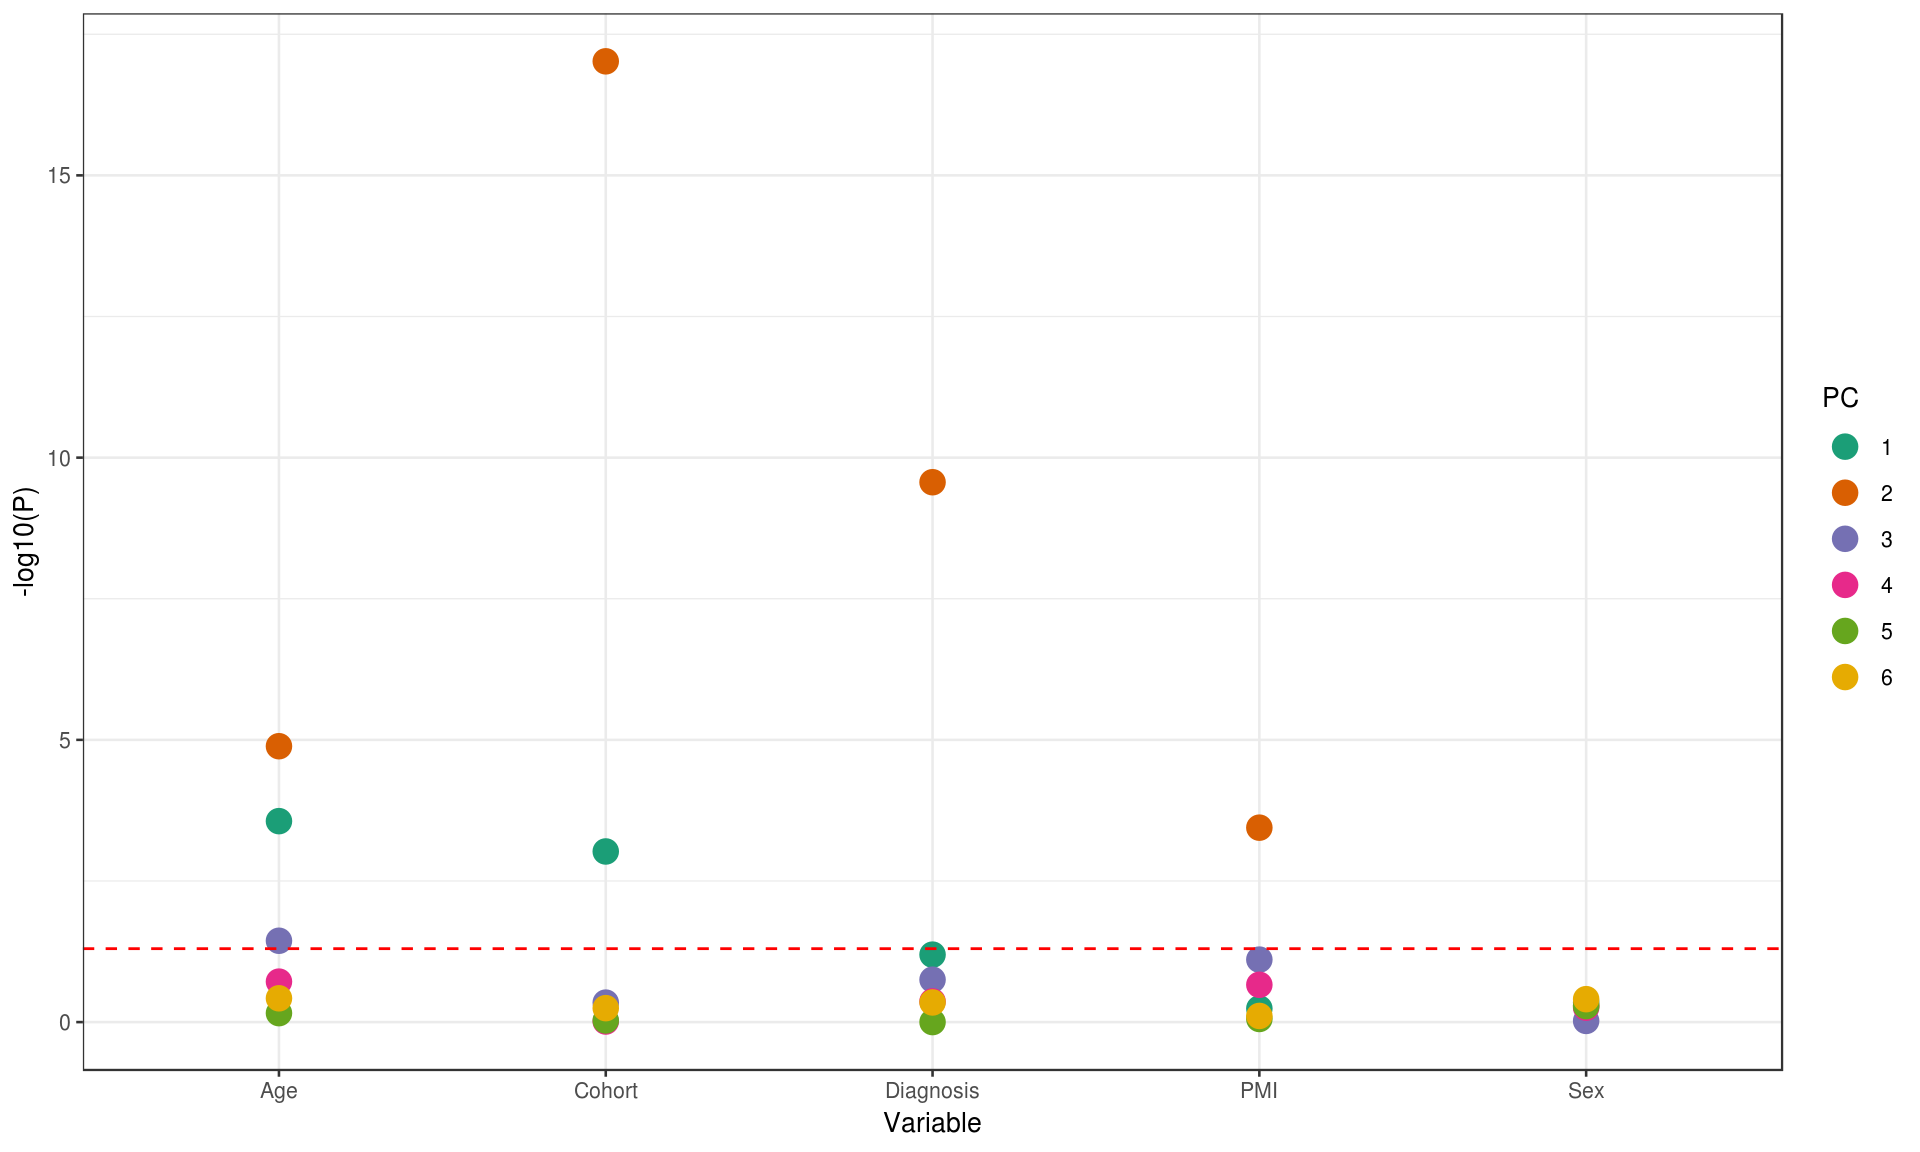 15
10
5
0
-log10(P)
Age
Cohort
Diagnosis
PMI
Sex
Variable
PC
1
2
3
4
5
6